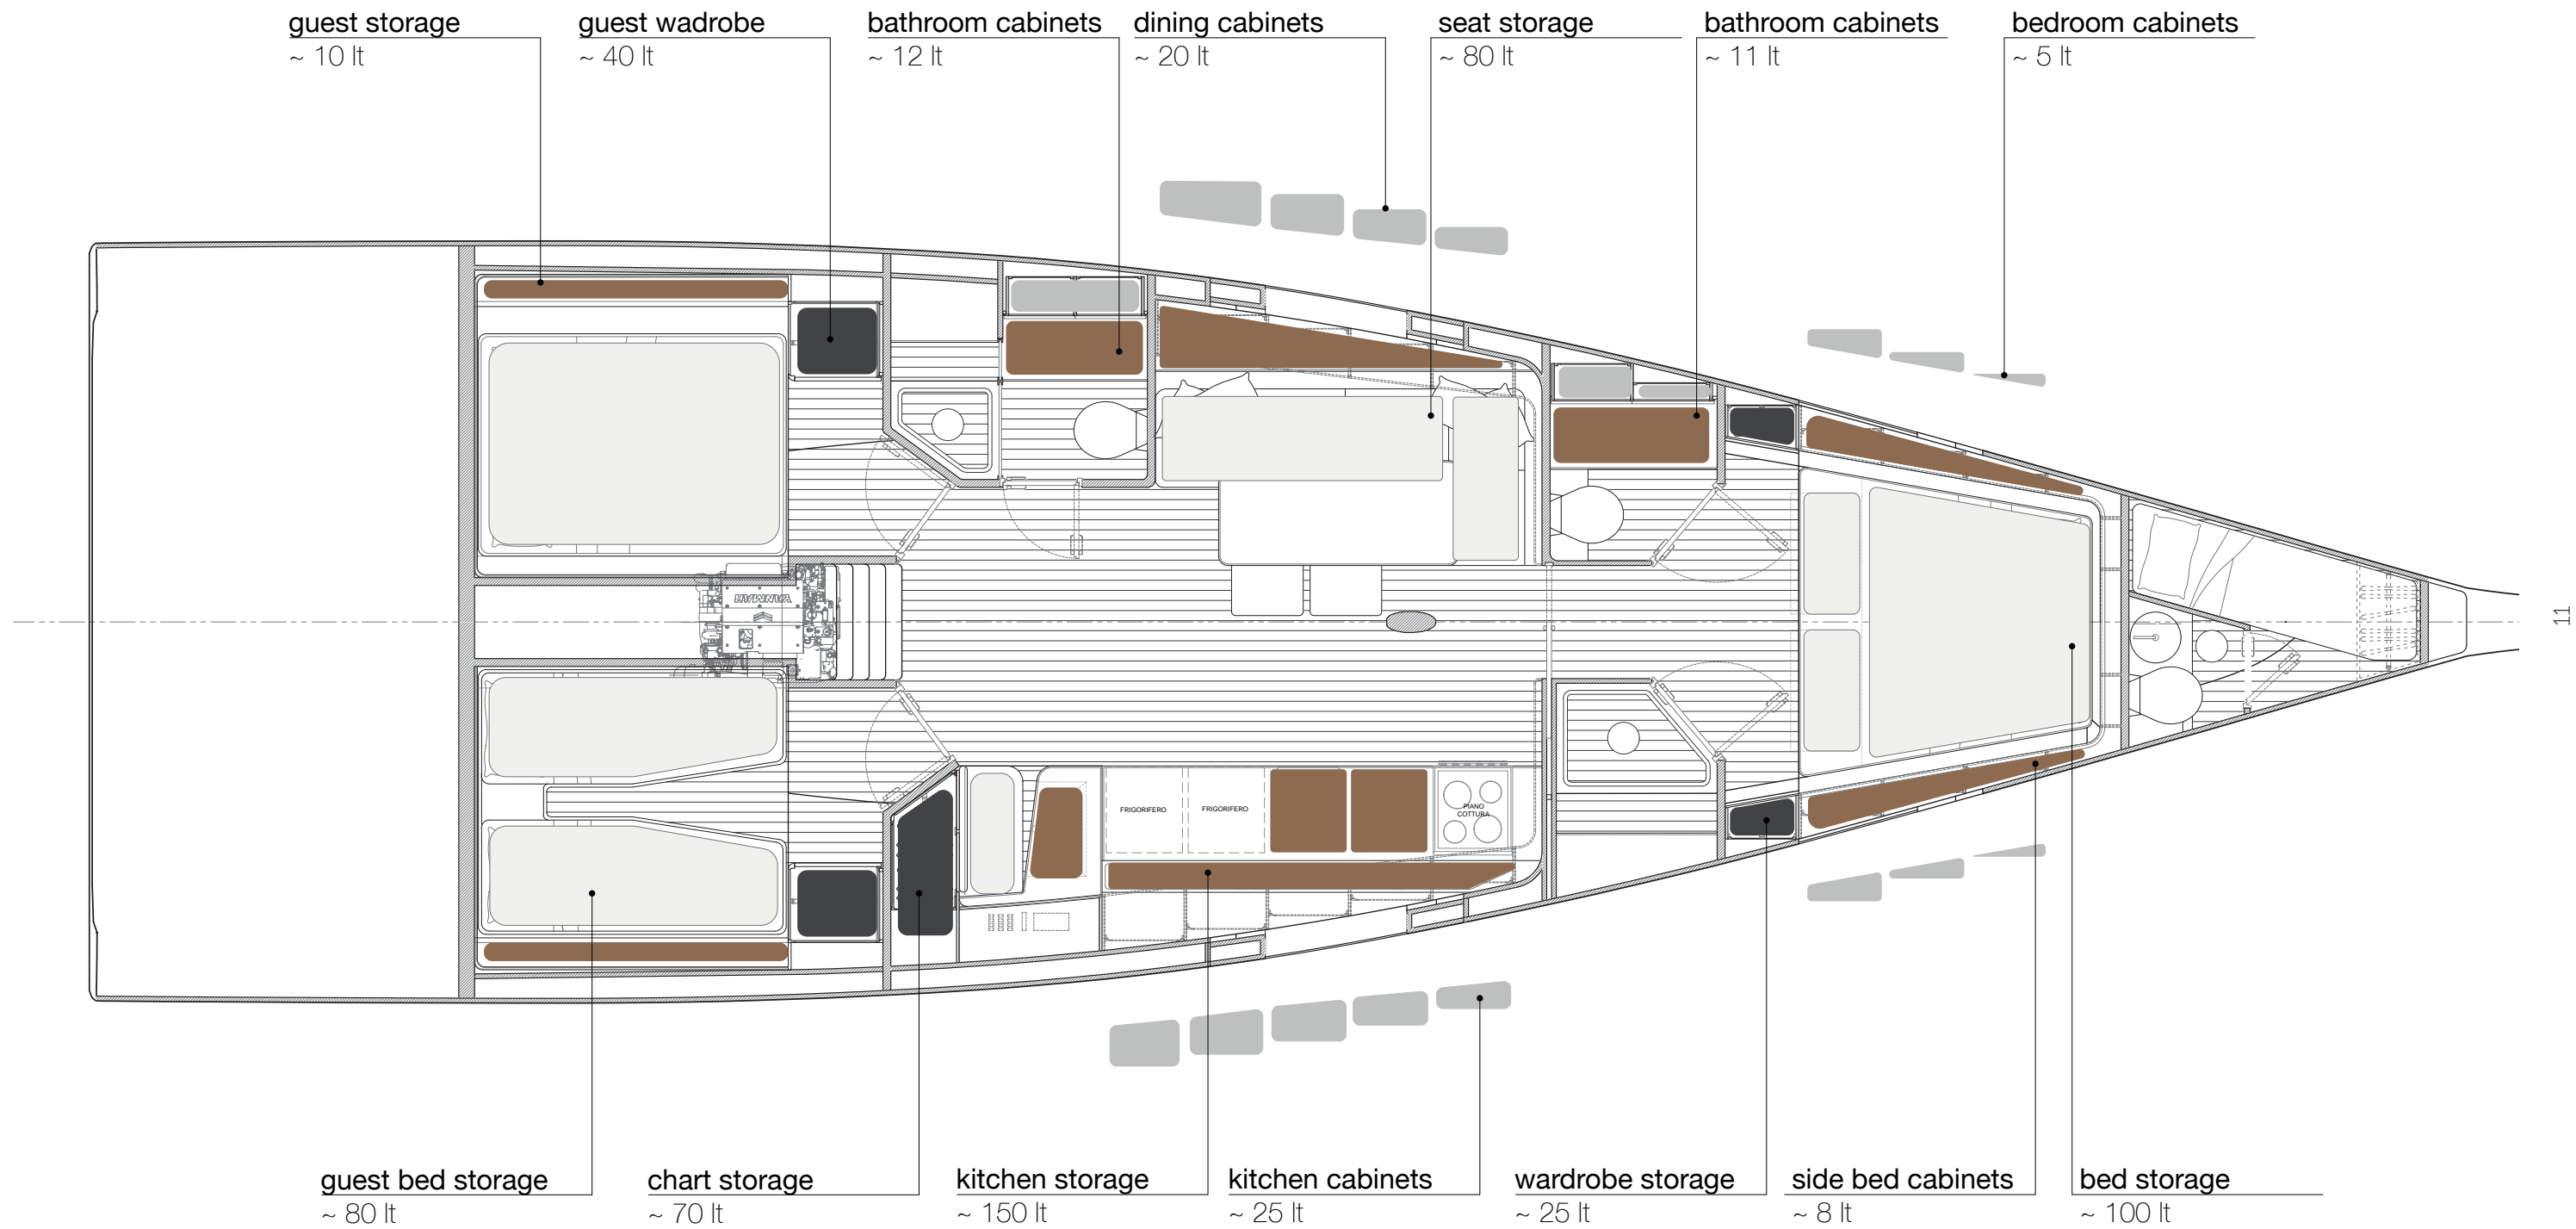 guest storage
~ 10 lt
guest wadrobe
~ 40 lt
bathroom cabinets
~ 12 lt
dining cabinets
~ 20 lt
seat storage
~ 80 lt
bathroom cabinets
~ 11 lt
bedroom cabinets
~ 5 lt
YANMAR
11
FRIGORIFERO
FRIGORIFERO
PIANO
COTTURA
guest bed storage
~ 80 lt
chart storage
~ 70 lt
kitchen storage
~ 150 lt
kitchen cabinets
~ 25 lt
wardrobe storage
~ 25 lt
side bed cabinets
~ 8 lt
bed storage
~ 100 lt